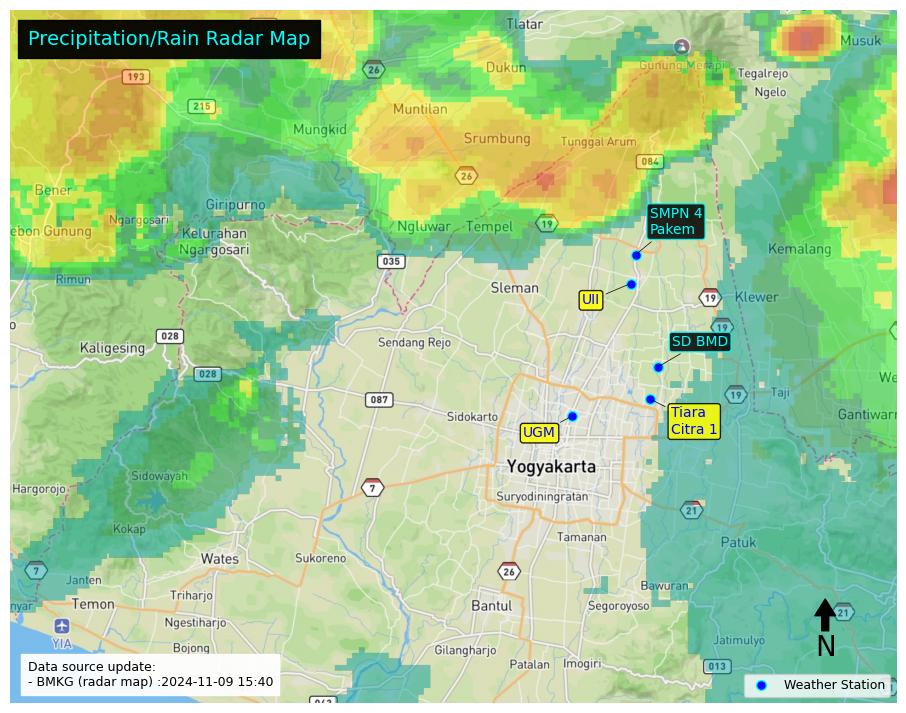 Precipitation/Rain Radar Map
Tlatar
Musuk
26
Dukun
Gunung Merapi
Tegalrejo
193
Ngelo
215
Muntilan
Mungkid
Srumbung
Tunggal Arum
084
26
Bener
Giripurno
Ngargosari
SMPN 4
Pakem
Ngluwar
Tempel
19
ebon Gunung
Kelurahan
Ngargosari
Kemalang
035
Rimun
Sleman
UII
19
Klewer
o
028
19
SD BMD
Kaligesing
Sendang Rejo
028
We
087
19
Taji
Sidokarto
Tiara
Citra 1
Gantiwarn
UGM
Yogyakarta
Sidowayah
Hargorojo
7
Suryodiningratan
21
Kokap
Tamanan
Patuk
Wates
Sukoreno
7
26
Janten
Bawuran
Triharjo
nyar
Temon
Bantul
Segoroyoso
21
Ngestiharjo
YIA
N
Jatimulyo
Bojong
Gilangharjo
Patalan
Imogiri
013
Data source update:
- BMKG (radar map) :2024-11-09 15:40
Weather Station